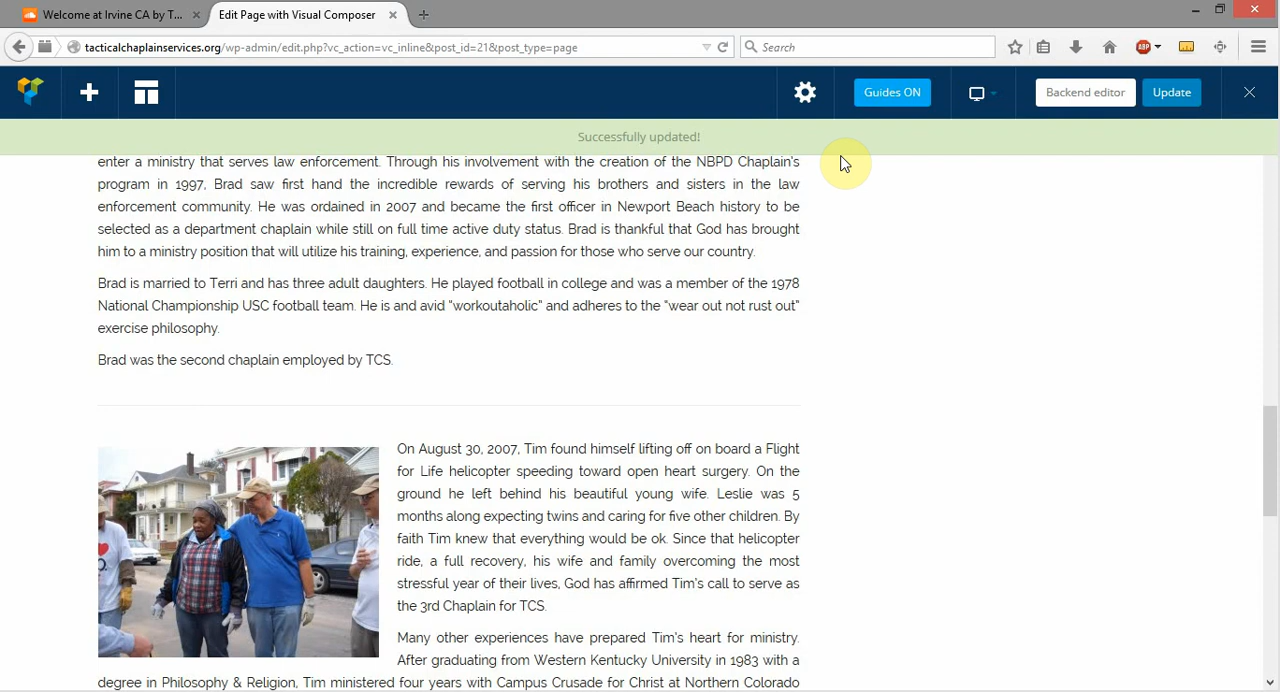 Welcome at Irvine CA by T...
Edit Page with Visual Composer
tacticalchaplainservices.org/wp-admin/edit.php?vc_action=vc_inline&post_id=21&post_type=page
Search
ABP
Guides ON
Backend editor
Update
Successfully updated!
enter a ministry that serves law enforcement. Through his involvement with the creation of the NBPD Chaplain's
program in 1997, Brad saw first hand the incredible rewards of serving his brothers and sisters in the law
enforcement community. He was ordained in 2007 and became the first officer in Newport Beach history to be
selected as a department chaplain while still on full time active duty status. Brad is thankful that God has brought
him to a ministry position that will utilize his training, experience, and passion for those who serve our country.
Brad is married to Terri and has three adult daughters. He played football in college and was a member of the 1978
National Championship USC football team. He is and avid “workoutaholic” and adheres to the “wear out not rust out”
exercise philosophy.
Brad was the second chaplain employed by TCS.
On August 30, 2007, Tim found himself lifting off on board a Flight
for Life helicopter speeding toward open heart surgery. On the
ground he left behind his beautiful young wife. Leslie was 5
months along expecting twins and caring for five other children. By
faith Tim knew that everything would be ok. Since that helicopter
ride, a full recovery, his wife and family overcoming the most
stressful year of their lives, God has affirmed Tim's call to serve as
the 3rd Chaplain for TCS.
Many other experiences have prepared Tim's heart for ministry.
After graduating from Western Kentucky University in 1983 with a
degree in Philosophy & Religion, Tim ministered four years with Campus Crusade for Christ at Northern Colorado